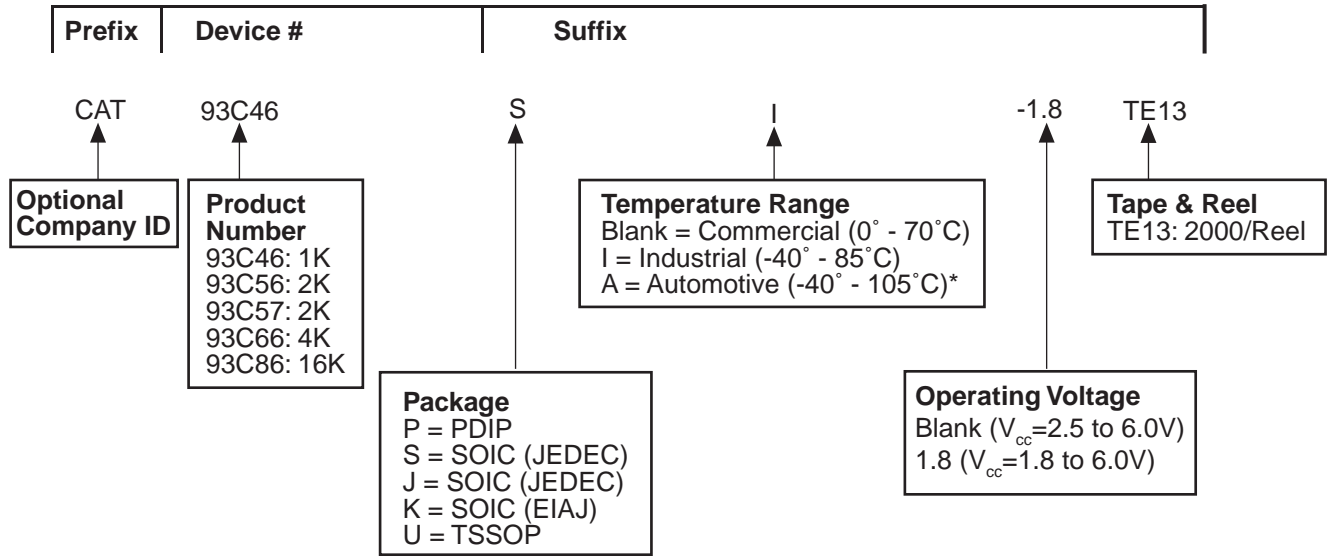 Prefix Device # Suffix
CAT 93C46 S I -1.8 TE13
Optional
Company ID
Product
Number
93C46: 1K
93C56: 2K
93C57: 2K
93C66: 4K
93C86: 16K
Temperature Range
Blank = Commercial (0˚ - 70˚C)
I = Industrial (-40˚ - 85˚C)
A = Automotive (-40˚ - 105˚C)*
Tape & Reel
TE13: 2000/Reel
Package
P = PDIP
S = SOIC (JEDEC)
J = SOIC (JEDEC)
K = SOIC (EIAJ)
U = TSSOP
Operating Voltage
Blank (Vcc=2.5 to 6.0V)
1.8 (Vcc=1.8 to 6.0V)